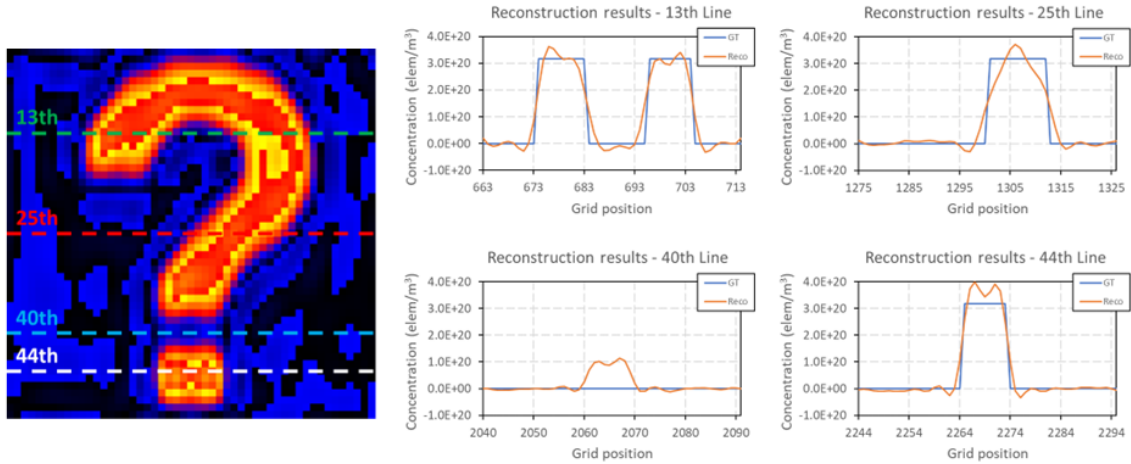 13th
25th
40th
44th
Reconstruction results - 13th Line
Concentration (elem/m³)
4.0E+20
3.0E+20
2.0E+20
1.0E+20
0.0E+00
-1.0E+20
663 673 683 693 703 713
Grid position
GT
Reco
Reconstruction results - 25th Line
Concentration (elem/m³)
4.0E+20
3.0E+20
2.0E+20
1.0E+20
0.0E+00
-1.0E+20
1275 1285 1295 1305 1315 1325
Grid position
GT
Reco
Reconstruction results - 40th Line
Concentration (elem/m³)
4.0E+20
3.0E+20
2.0E+20
1.0E+20
0.0E+00
-1.0E+20
2040 2050 2060 2070 2080 2090
Grid position
GT
Reco
Reconstruction results - 44th Line
Concentration (elem/m³)
4.0E+20
3.0E+20
2.0E+20
1.0E+20
0.0E+00
-1.0E+20
2244 2254 2264 2274 2284 2294
Grid position
GT
Reco